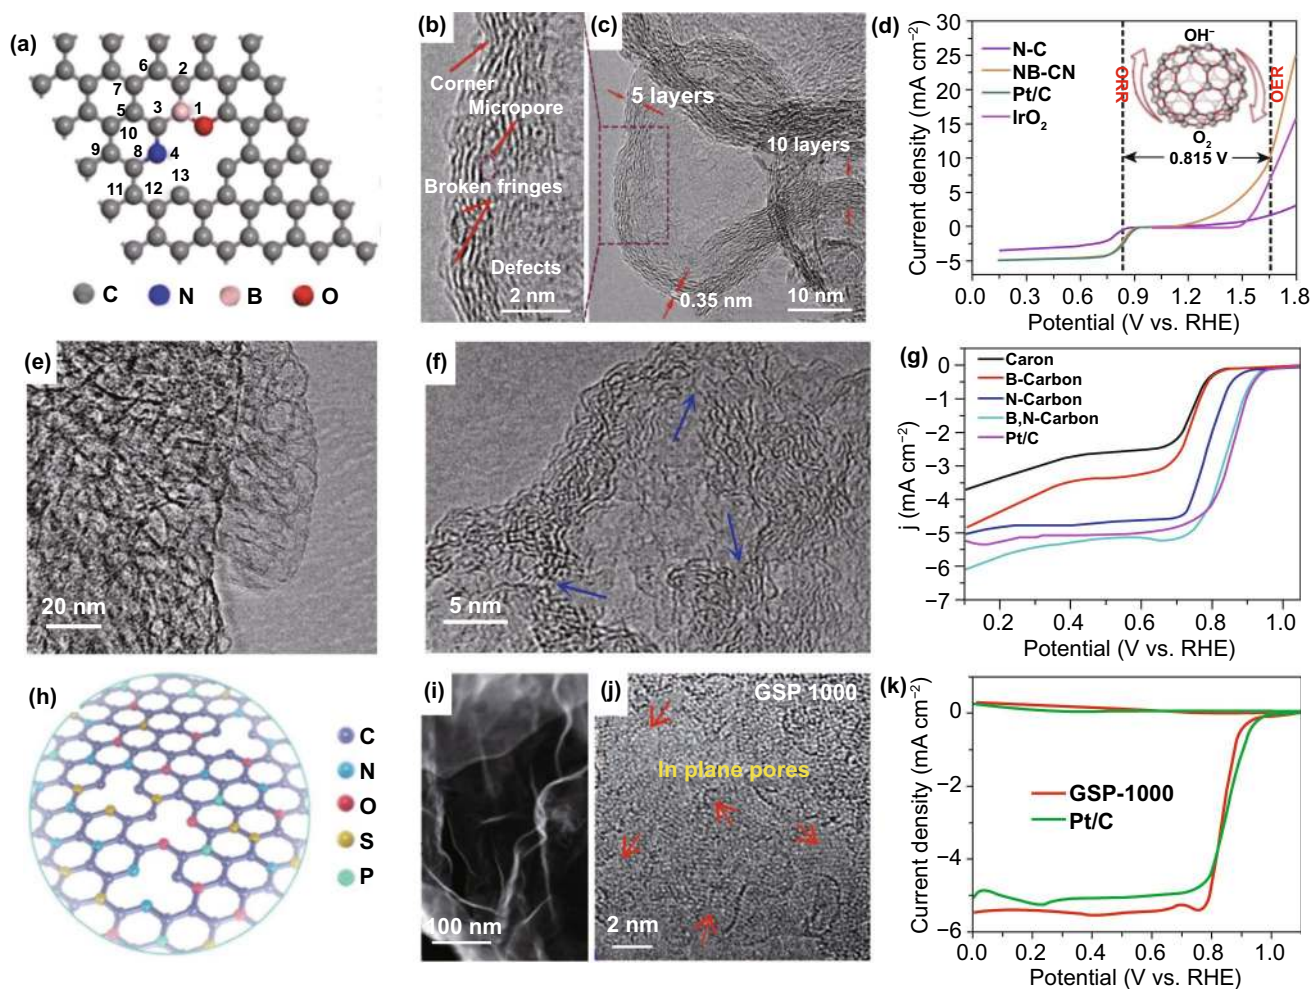 (a)
6
2
7
5
3
1
10
9
8
4
13
11
12
C
N
B
O
(b)
Corner
Micropore
Broken fringes
Defects
2 nm
(c)
5 layers
10 layers
0.35 nm
10 nm
(d)
Current density (mA cm−2)
30
25
20
15
10
5
0
−5
N-C
NB-CN
Pt/C
IrO2
ORR
OER
OH−
O2
0.815 V
0.0 0.3 0.6 0.9 1.2 1.5 1.8
Potential (V vs. RHE)
(e)
20 nm
(f)
5 nm
(g)
j (mA cm−2)
0
−1
−2
−3
−4
−5
−6
−7
Caron
B-Carbon
N-Carbon
B,N-Carbon
Pt/C
0.2 0.4 0.6 0.8 1.0
Potential (V vs. RHE)
(h)
C
N
O
S
P
(i)
100 nm
(j)
GSP 1000
In plane pores
2 nm
(k)
Current density (mA cm−2)
0
−2
−4
−6
GSP-1000
Pt/C
0.0 0.2 0.4 0.6 0.8 1.0
Potential (V vs. RHE)